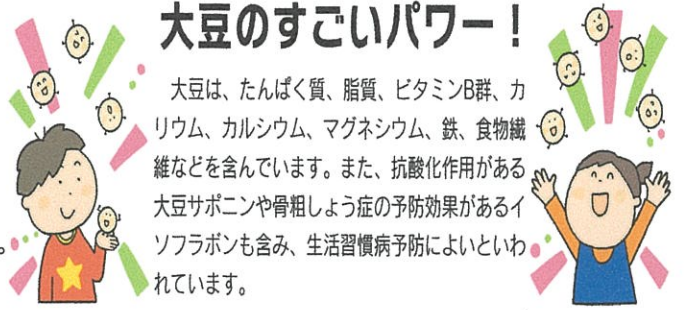 大豆のすごいパワー！
　大豆は、たんぱく質、脂質、ビタミンB群、カ
リウム、カルシウム、マグネシウム、鉄、食物繊
維などを含んでいます。また、抗酸化作用がある
大豆サポニンや骨粗しょう症の予防効果があるイ
ソフラボンも含み、生活習慣病予防によいといわ
れています。
。